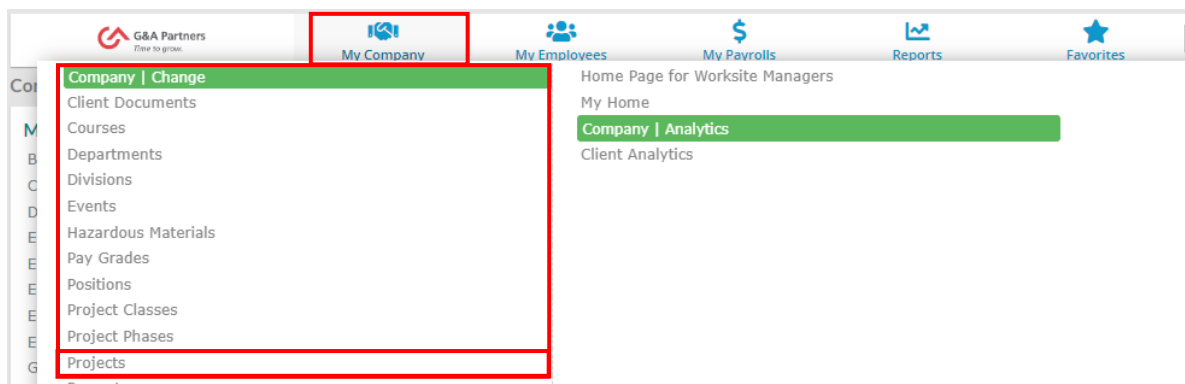 G&A Partners
Time to grow.
My Company
My Employees
My Payrolls
Reports
Favorites
Company | Change
Client Documents
Courses
Departments
Divisions
Events
Hazardous Materials
Pay Grades
Positions
Project Classes
Project Phases
Projects
Home Page for Worksite Managers
My Home
Company | Analytics
Client Analytics
Co
M
B
C
D
E
E
E
E
E
G